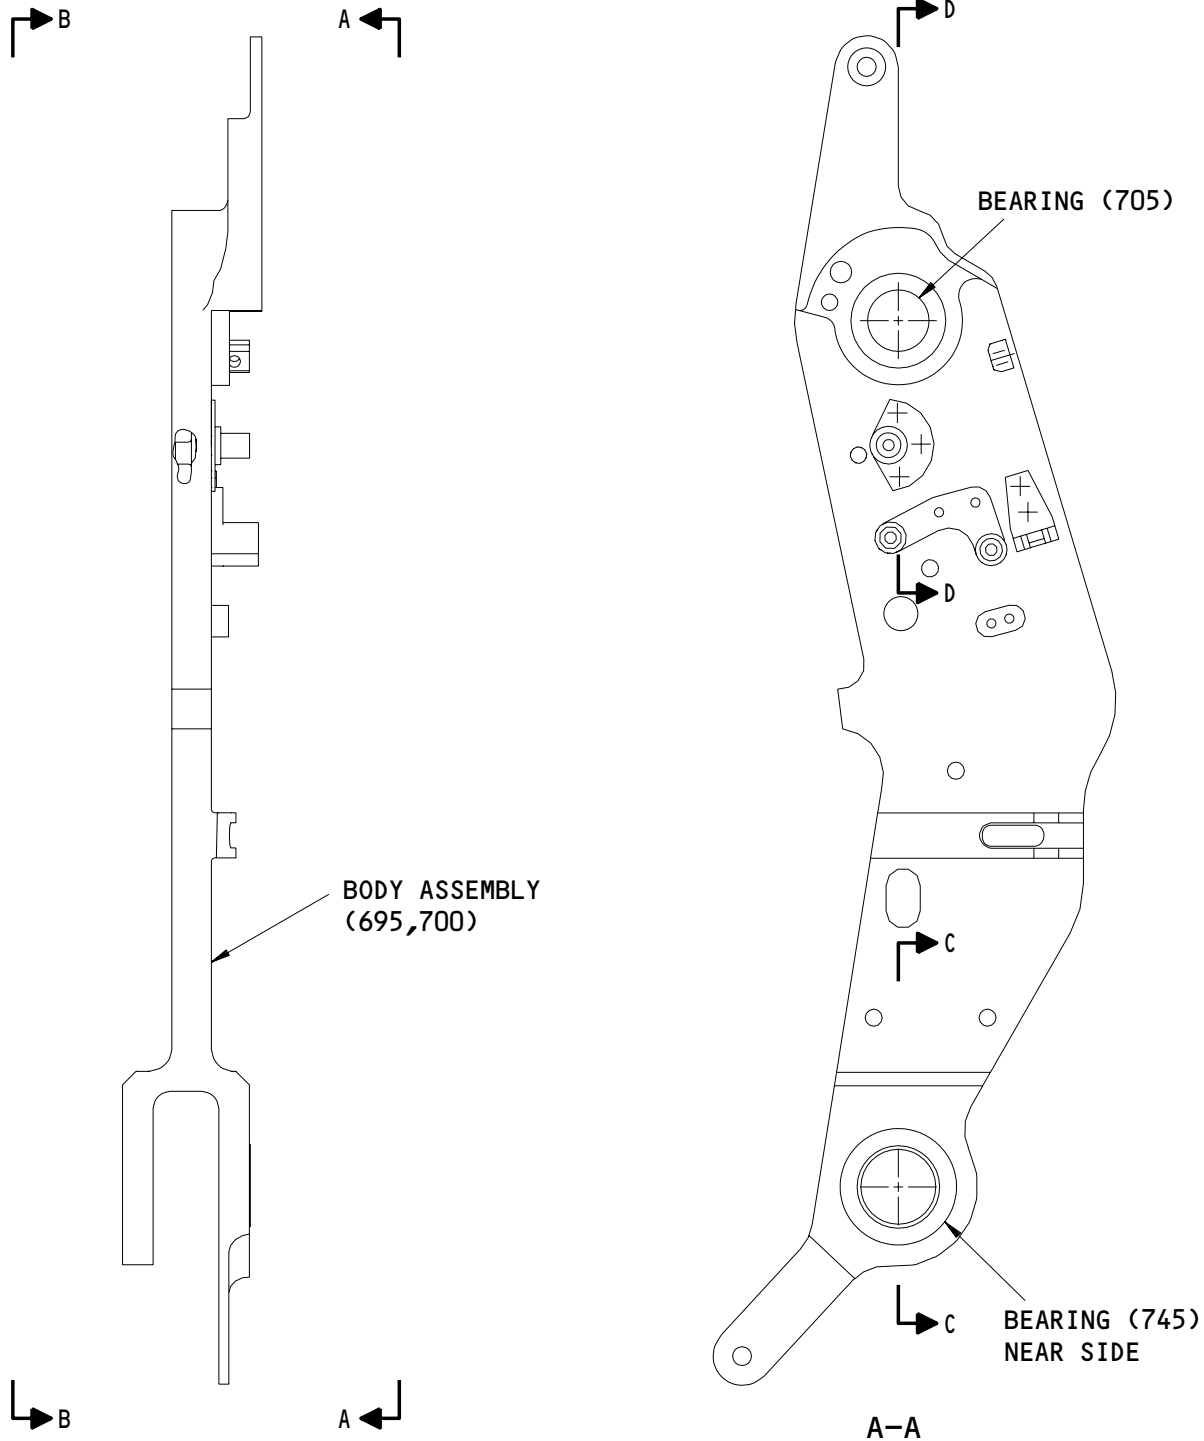 B
A
D
BEARING (705)
D
BODY ASSEMBLY
(695,700)
C
C
BEARING (745)
NEAR SIDE
B
A
A-A